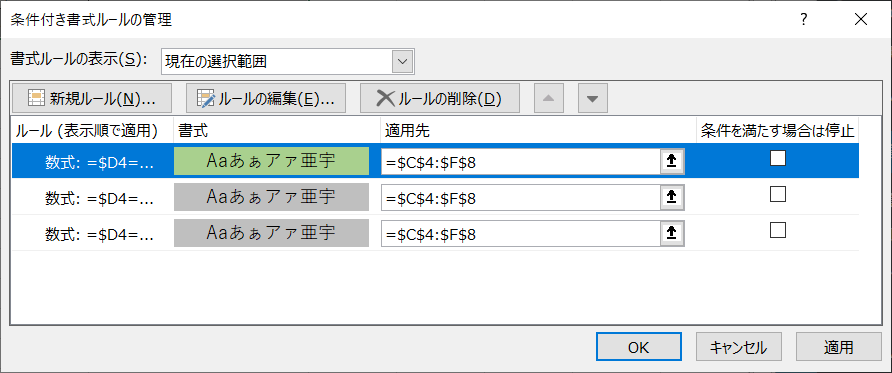 条件付き書式ルールの管理
?
書式ルールの表示(S): 現在の選択範囲
新規ルール(N)... ルールの編集(E)... ルールの削除(D)
ルール (表示順で適用) 書式 適用先 条件を満たす場合は停止
数式: =$D4=... Aaあぁアァ亜宇 =$C$4:$F$8
数式: =$D4=... Aaあぁアァ亜宇 =$C$4:$F$8
数式: =$D4=... Aaあぁアァ亜宇 =$C$4:$F$8
OK キャンセル 適用